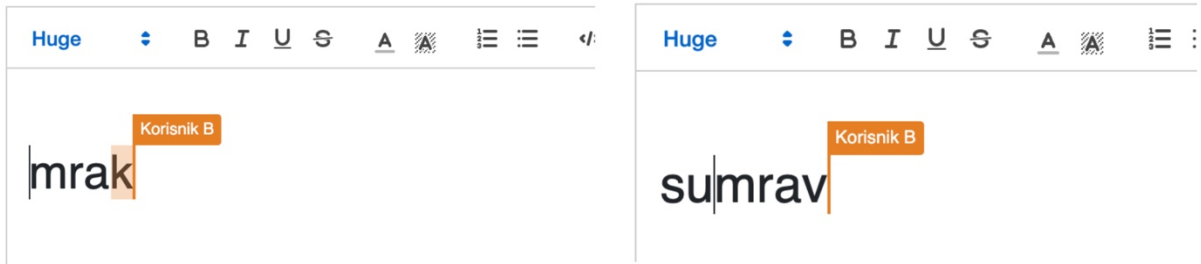 Huge B I U S A A
Korisnik B
mrak
Huge B I U S A A
Korisnik B
sumrav